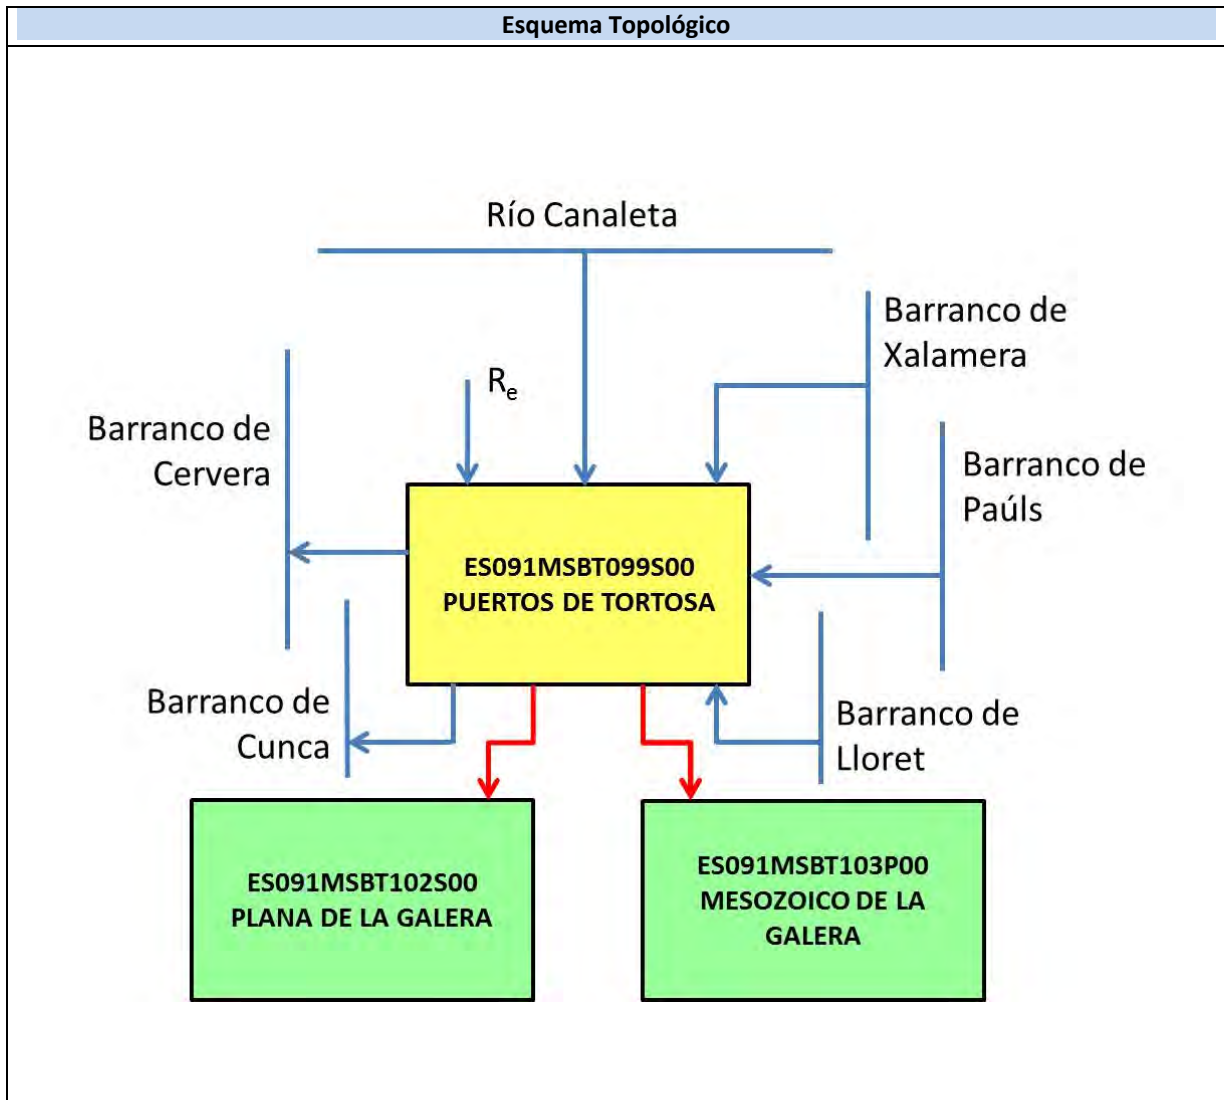 Esquema Topológico
Río Canaleta
Barranco de
Xalamera
Re
Barranco de
Cervera
Barranco de
Paúls
ES091MSBT099S00
PUERTOS DE TORTOSA
Barranco de
Cunca
Barranco de
Lloret
ES091MSBT102S00
PLANA DE LA GALERA
ES091MSBT103P00
MESOZOICO DE LA
GALERA